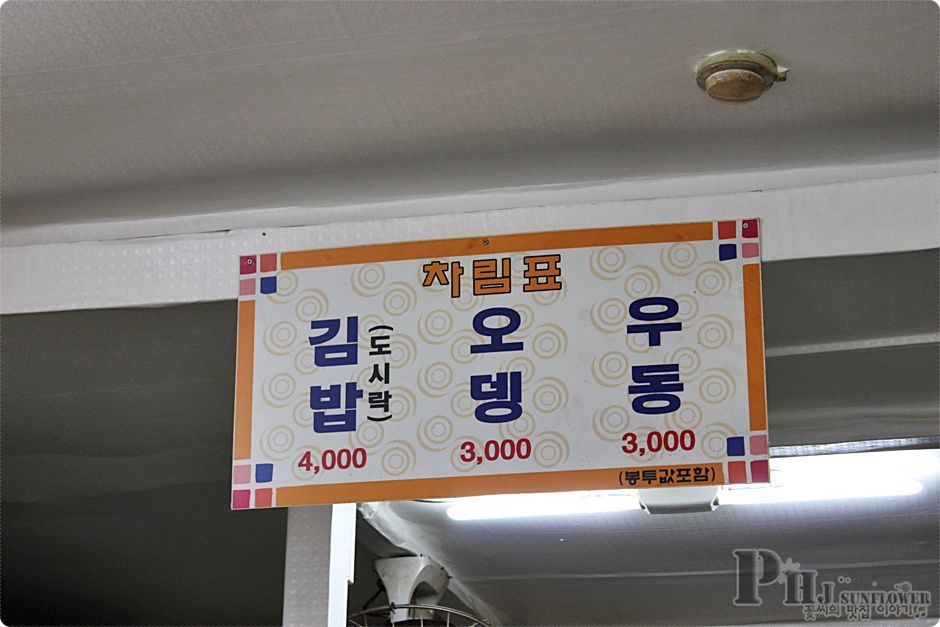 차림표
김밥 (도시락) 4,000
오뎅 3,000
우동 3,000
(봉투값포함)
PHJ SUNFLOWER
꽃씨의 맛집 이야기♬